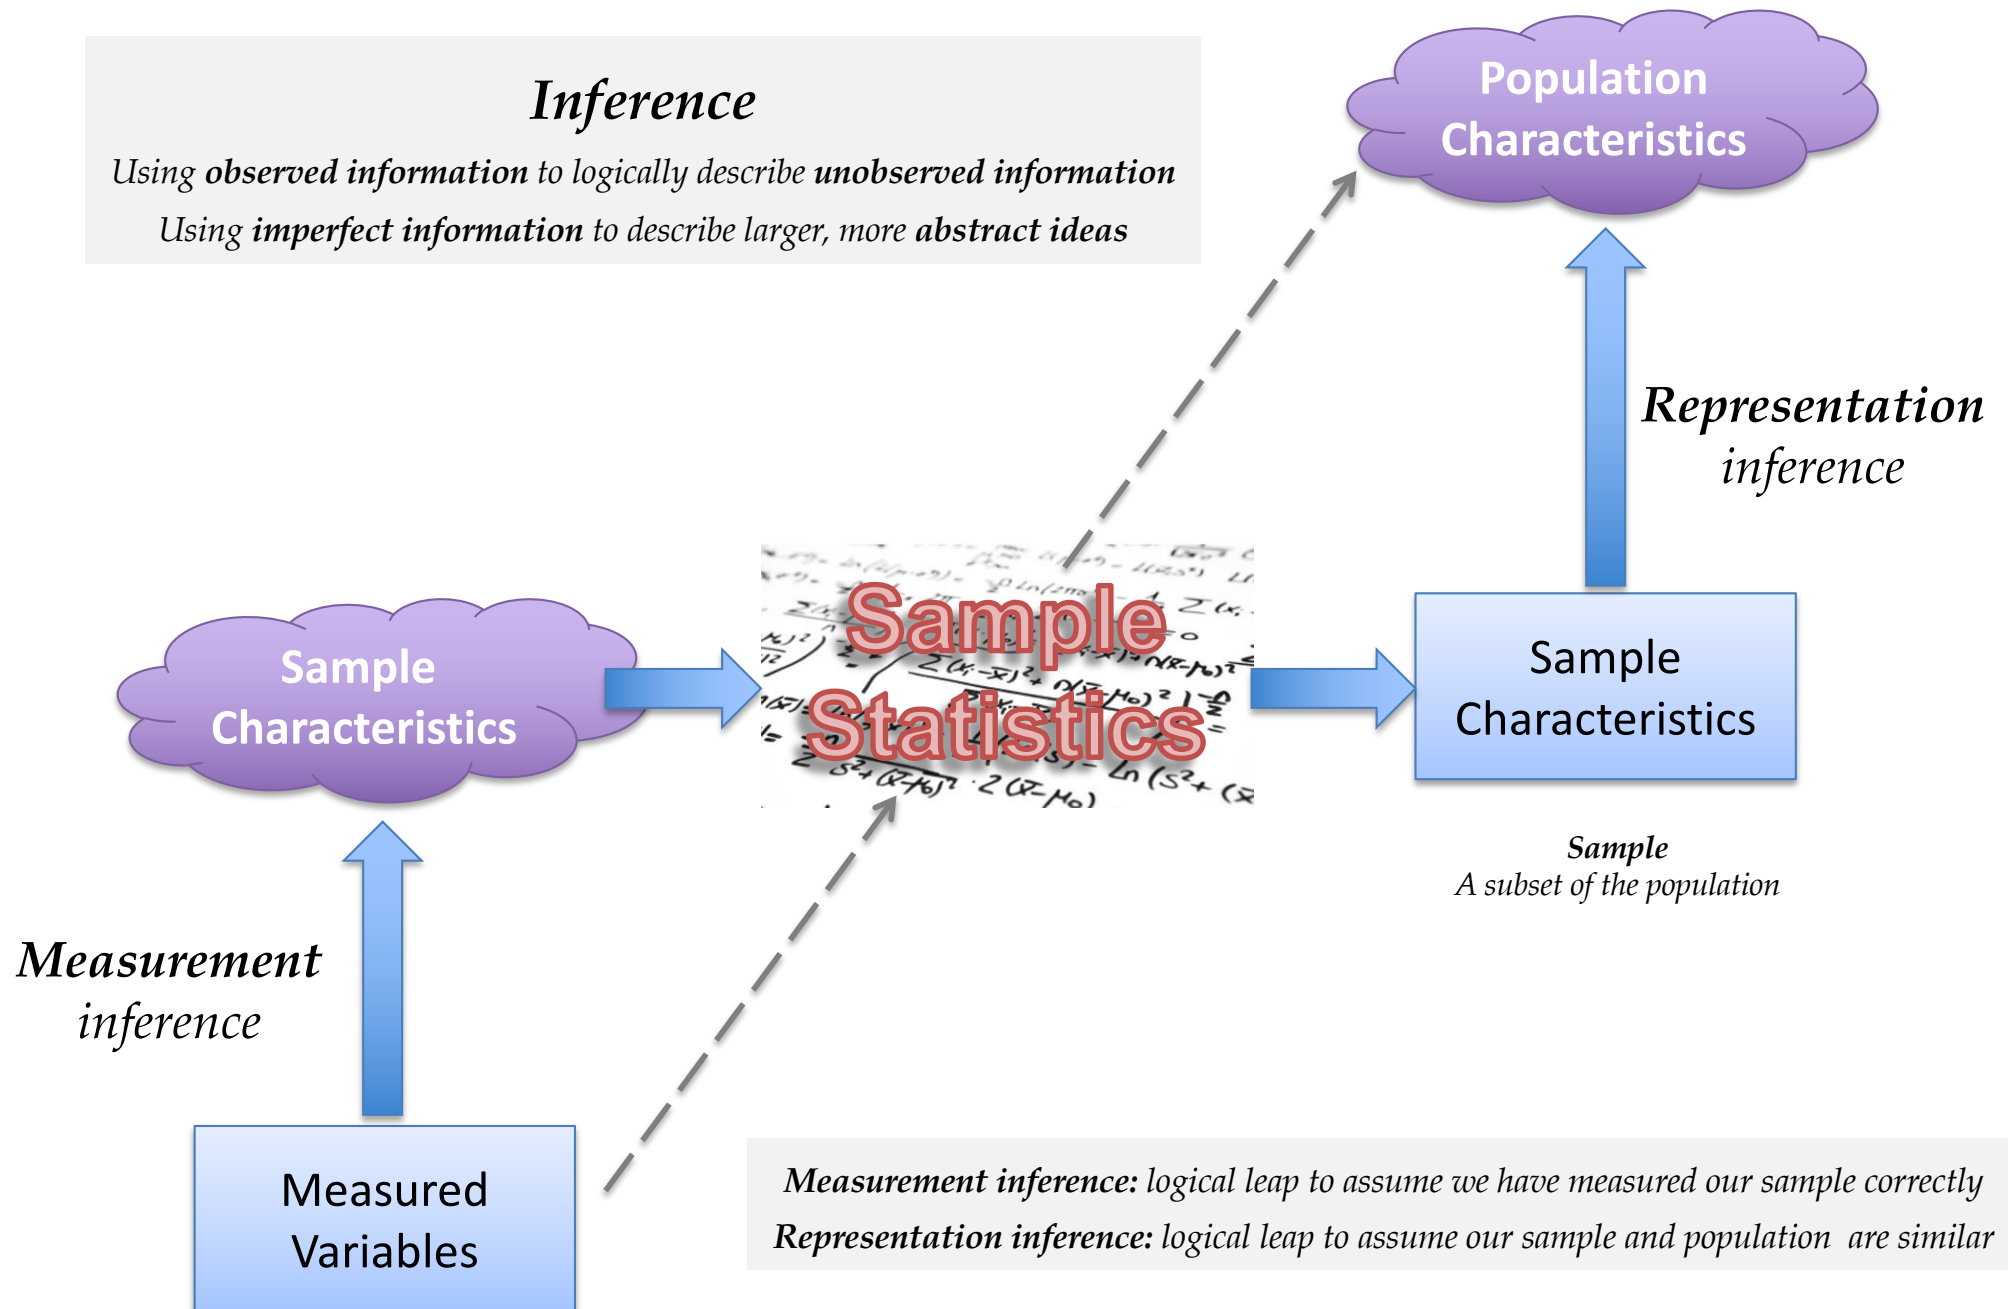 Inference
Using observed information to logically describe unobserved information
Using imperfect information to describe larger, more abstract ideas
Population
Characteristics
Representation
inference
Sample
Statistics
Sample
Characteristics
Sample
Characteristics
Sample
A subset of the population
Measurement
inference
Measured
Variables
Measurement inference: logical leap to assume we have measured our sample correctly
Representation inference: logical leap to assume our sample and population are similar